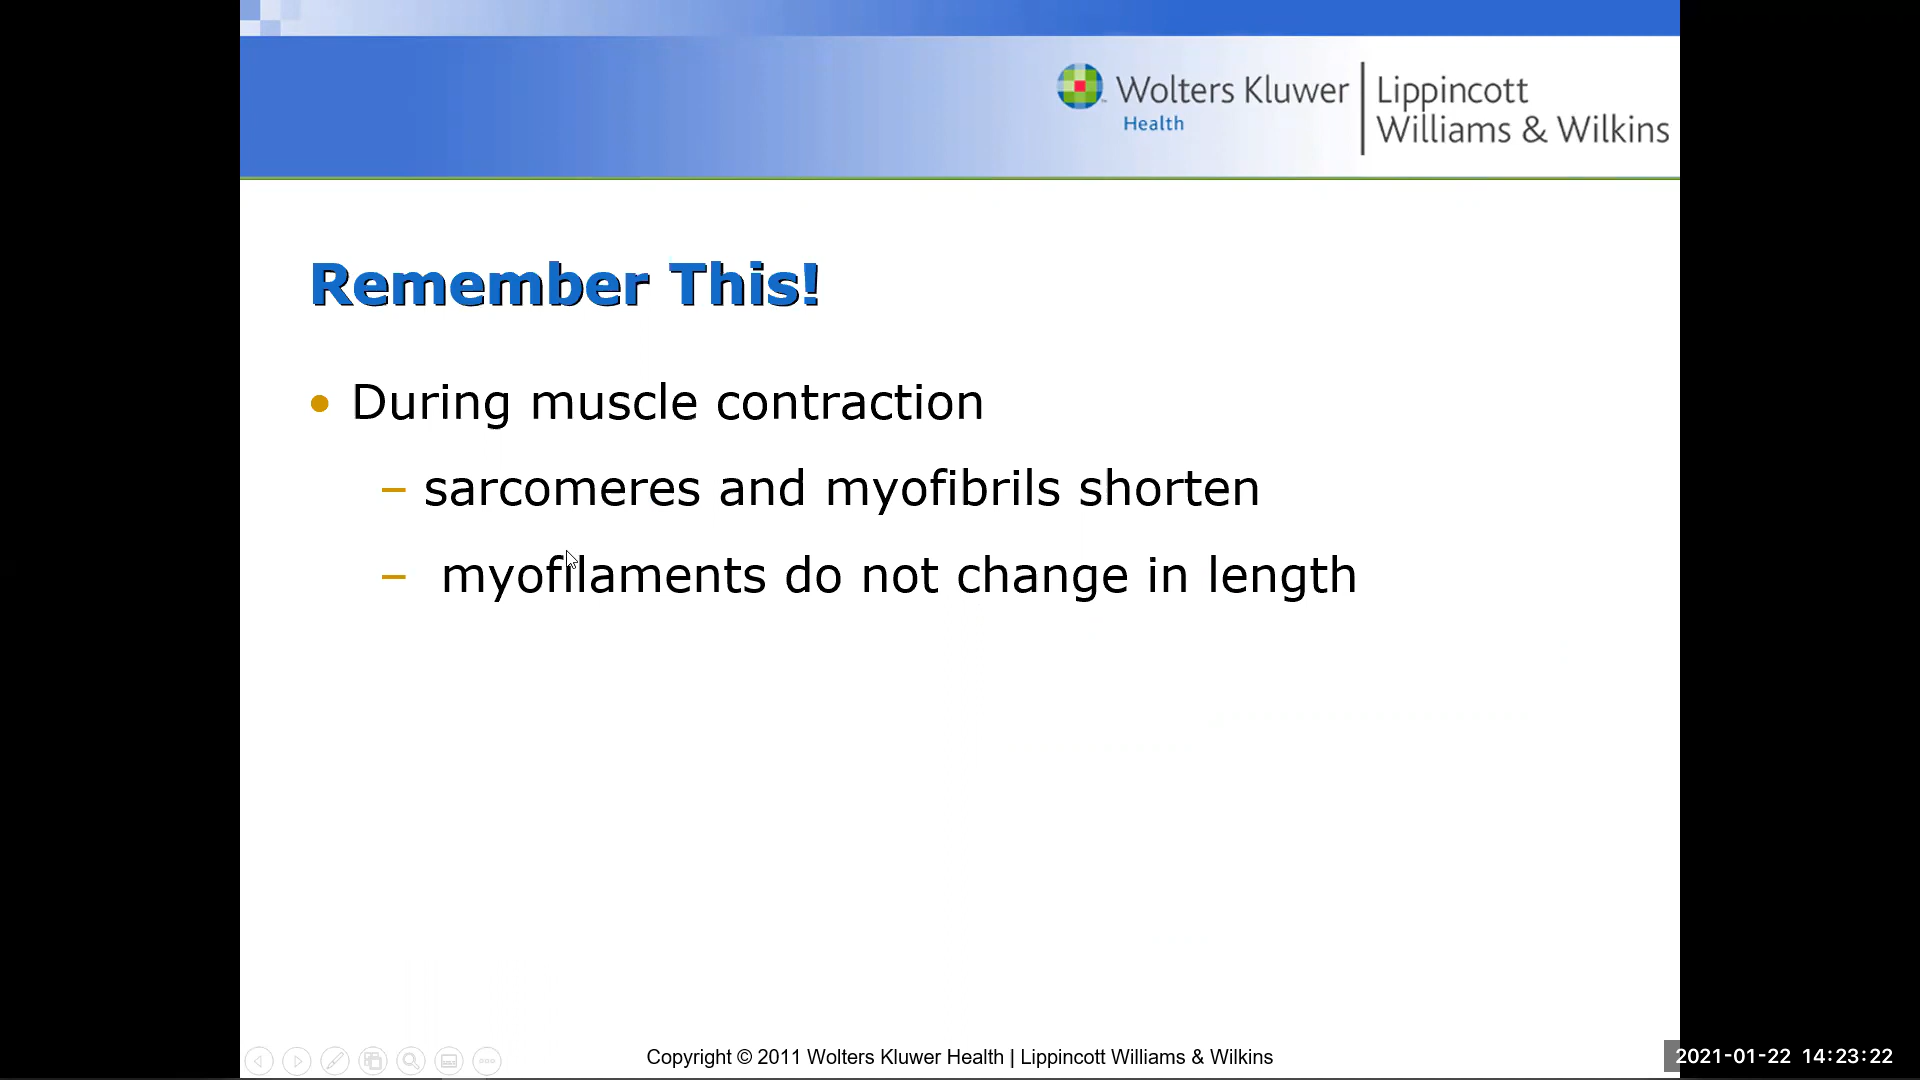 Wolters Kluwer
Health
Lippincott
Williams & Wilkins
Remember This!
• During muscle contraction
– sarcomeres and myofibrils shorten
– myofilaments do not change in length
Copyright © 2011 Wolters Kluwer Health | Lippincott Williams & Wilkins
2021-01-22 14:23:22